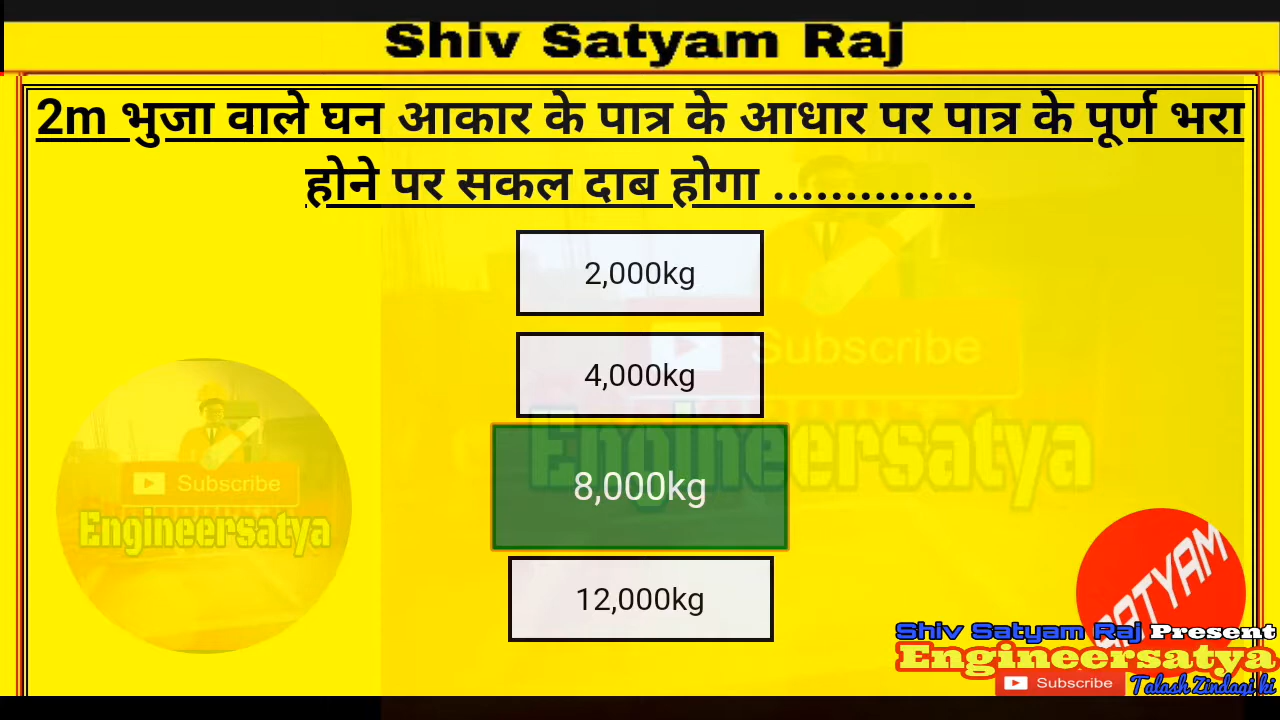 Shiv Satyam Raj
2m भुजा वाले घन आकार के पात्र के आधार पर पात्र के पूर्ण भरा
होने पर सकल दाब होगा ..............
2,000kg
4,000kg
Subscribe
Engineersatya
8,000kg
12,000kg
Subscribe
Engineersatya
SATYAM
Shiv Satyam Raj Present
Engineersatya
Subscribe
Talash Zindagi ki